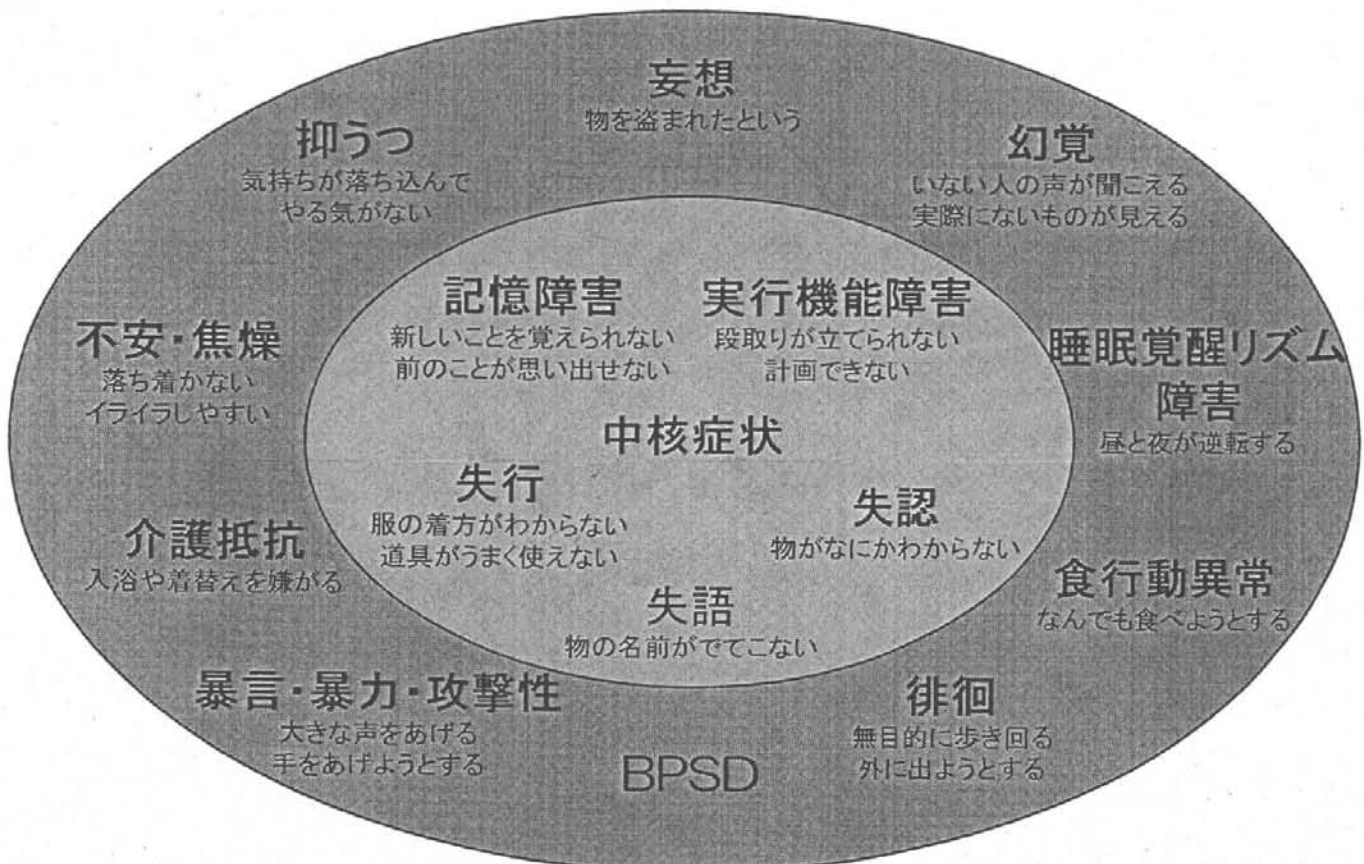 妄想
物を盗まれたという
抑うつ
気持ちが落ち込んで
やる気がない
幻覚
いない人の声が聞こえる
実際にないものが見える
記憶障害
新しいことを覚えられない
前のことが思い出せない
実行機能障害
段取りが立てられない
計画できない
不安・焦燥
落ち着かない
イライラしやすい
睡眠覚醒リズム
障害
昼と夜が逆転する
中核症状
失行
服の着方がわからない
道具がうまく使えない
失認
物がなにかわからない
介護抵抗
入浴や着替えを嫌がる
食行動異常
なんでも食べようとする
失語
物の名前がでてこない
暴言・暴力・攻撃性
大きな声をあげる
手をあげようとする
徘徊
無目的に歩き回る
外に出ようとする
BPSD